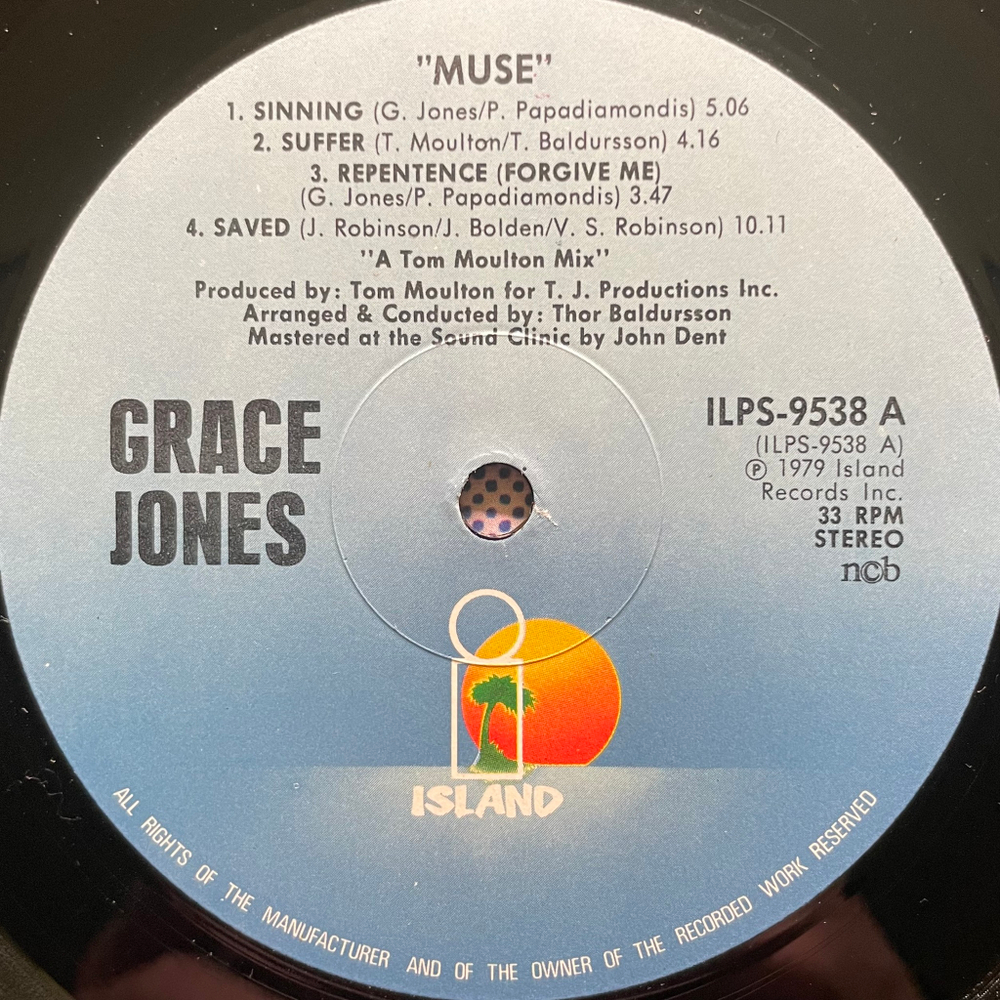 "MUSE"
1. SINNING (G. Jones/P. Papadiamondis) 5.06
2. SUFFER (T. Moulton/T. Baldursson) 4.16
3. REPENTENCE (FORGIVE ME)
(G. Jones/P. Papadiamondis) 3.47
4. SAVED (J. Robinson/J. Bolden/V. S. Robinson) 10.11
"A Tom Moulton Mix"
Produced by: Tom Moulton for T. J. Productions Inc.
Arranged & Conducted by: Thor Baldursson
Mastered at the Sound Clinic by John Dent
GRACE
JONES
ILPS-9538 A
(ILPS-9538 A)
℗ 1979 Island
Records Inc.
33 RPM
STEREO
ncb
ISLAND
ALL RIGHTS OF THE MANUFACTURER AND OF THE OWNER OF THE RECORDED WORK RESERVED